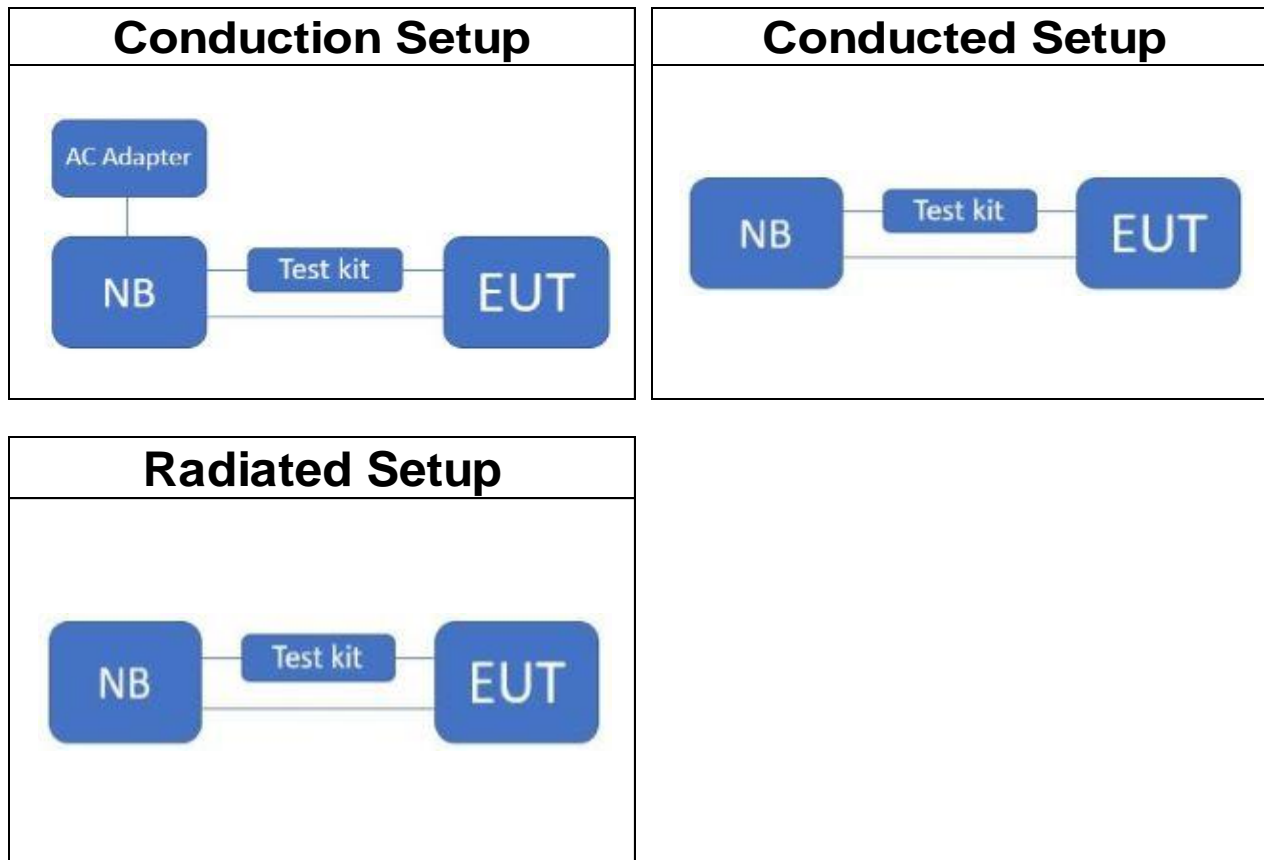 Conduction Setup
AC Adapter
NB
Test kit
EUT
Conducted Setup
NB
Test kit
EUT
Radiated Setup
NB
Test kit
EUT